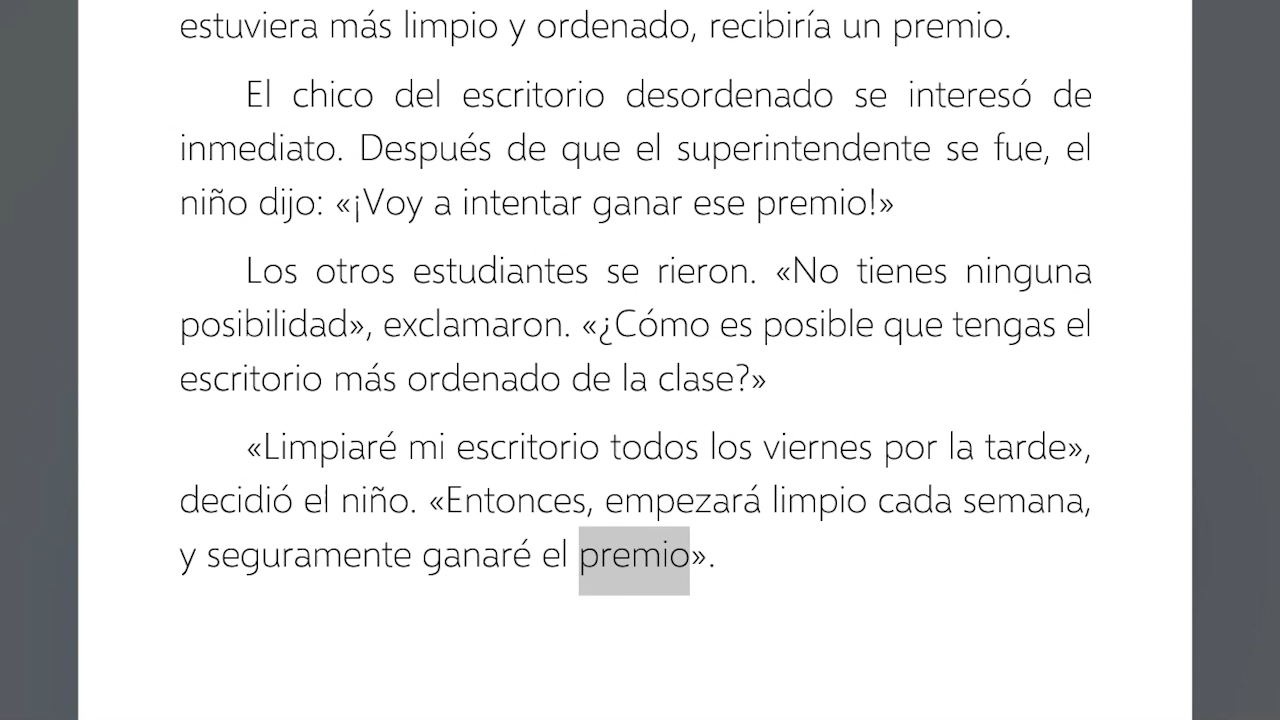 estuviera más limpio y ordenado, recibiría un premio.
El chico del escritorio desordenado se interesó de
inmediato. Después de que el superintendente se fue, el
niño dijo: «¡Voy a intentar ganar ese premio!»
Los otros estudiantes se rieron. «No tienes ninguna
posibilidad», exclamaron. «¿Cómo es posible que tengas el
escritorio más ordenado de la clase?»
«Limpiaré mi escritorio todos los viernes por la tarde»,
decidió el niño. «Entonces, empezará limpio cada semana,
y seguramente ganaré el premio».